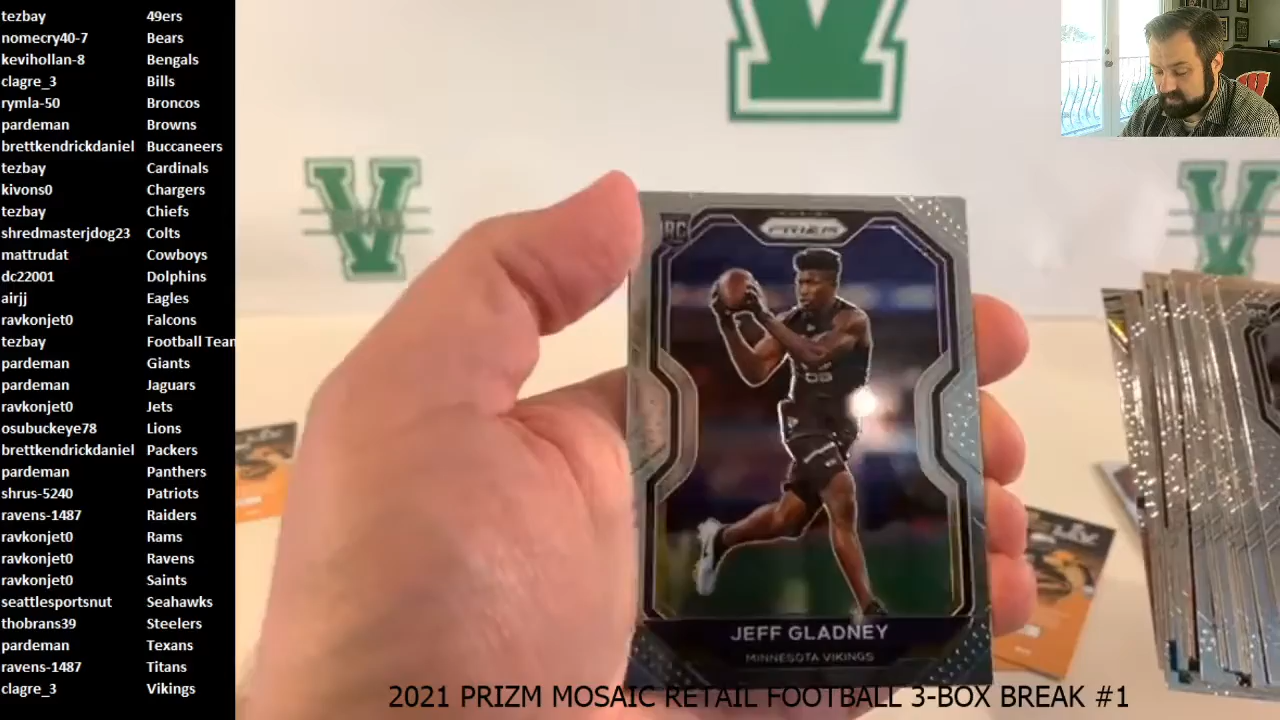 tezbay 49ers
nomecry40-7 Bears
kevihollan-8 Bengals
clagre_3 Bills
rymla-50 Broncos
pardeman Browns
brettkendrickdaniel Buccaneers
tezbay Cardinals
kivons0 Chargers
tezbay Chiefs
shredmasterjdog23 Colts
mattrudat Cowboys
dc22001 Dolphins
airjj Eagles
ravkonjet0 Falcons
tezbay Football Team
pardeman Giants
pardeman Jaguars
ravkonjet0 Jets
osubuckeye78 Lions
brettkendrickdaniel Packers
pardeman Panthers
shrus-5240 Patriots
ravens-1487 Raiders
ravkonjet0 Rams
ravkonjet0 Ravens
ravkonjet0 Saints
seattlesportsnut Seahawks
thobrans39 Steelers
pardeman Texans
ravens-1487 Titans
clagre_3 Vikings
V
V
V
W
RC
PRIZM
JEFF GLADNEY
MINNESOTA VIKINGS
LV
2021 PRIZM MOSAIC RETAIL FOOTBALL 3-BOX BREAK #1